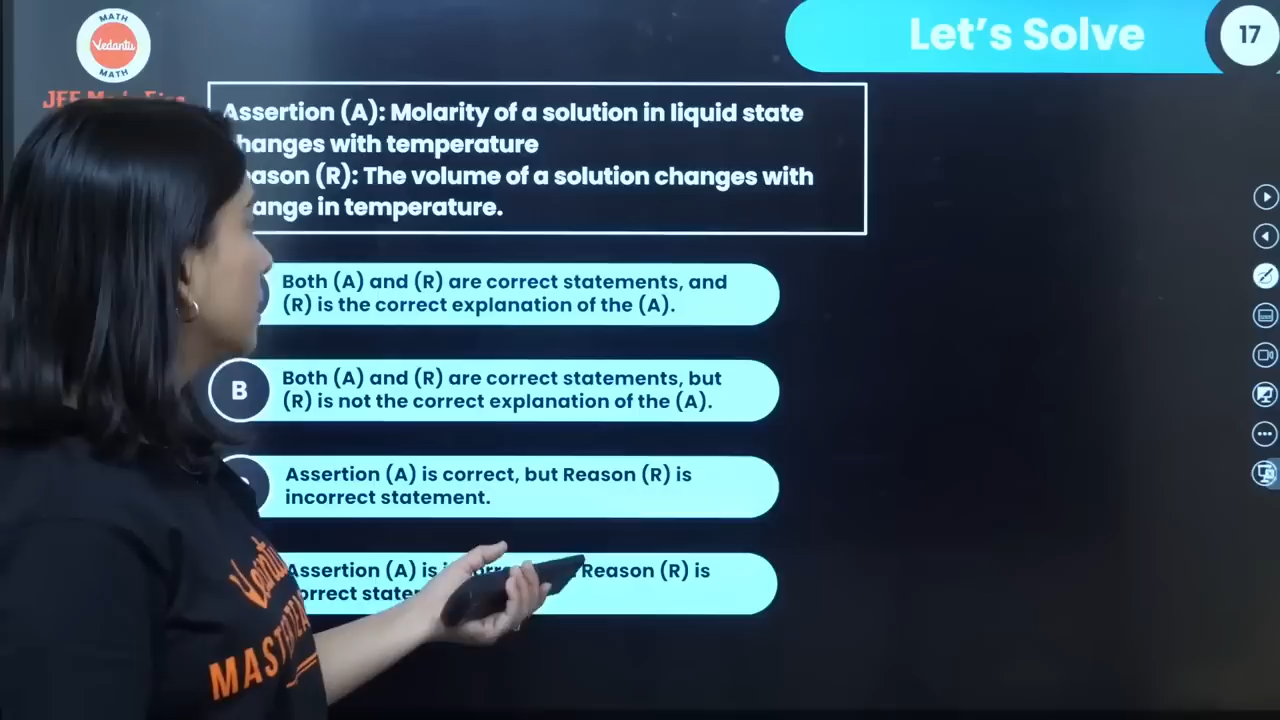 MATH
Vedantu
MATH
Let's Solve
17
Assertion (A): Molarity of a solution in liquid state
hanges with temperature
ason (R): The volume of a solution changes with
ange in temperature.
Both (A) and (R) are correct statements, and
(R) is the correct explanation of the (A).
B
Both (A) and (R) are correct statements, but
(R) is not the correct explanation of the (A).
Assertion (A) is correct, but Reason (R) is
incorrect statement.
Assertion (A) is Reason (R) is
Vedantu